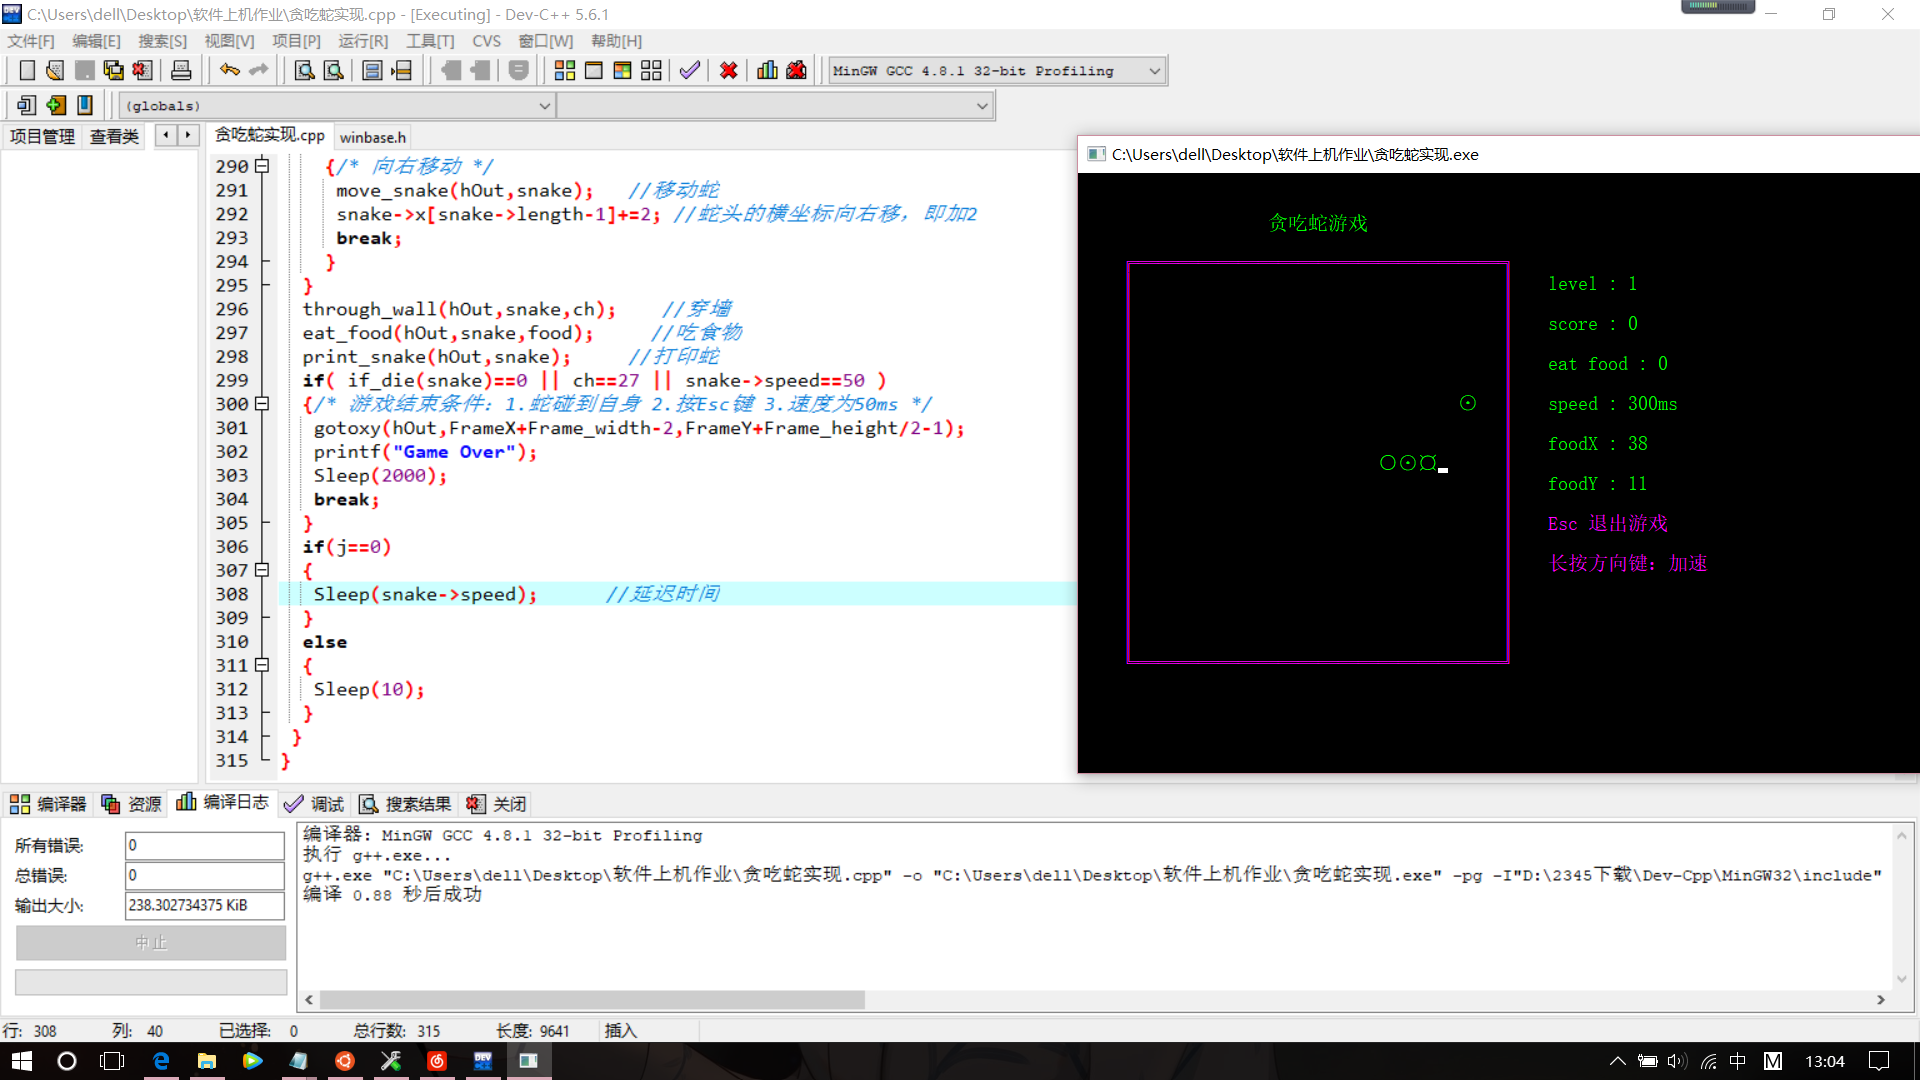 C:\Users\dell\Desktop\软件上机作业\贪吃蛇实现.cpp - [Executing] - Dev-C++ 5.6.1
文件[F] 编辑[E] 搜索[S] 视图[V] 项目[P] 运行[R] 工具[T] CVS 窗口[W] 帮助[H]
MinGW GCC 4.8.1 32-bit Profiling
(globals)
项目管理 查看类 贪吃蛇实现.cpp winbase.h
290 {/* 向右移动 */
291 move_snake(hOut,snake); //移动蛇
292 snake->x[snake->length-1]+=2; //蛇头的横坐标向右移，即加2
293 break;
294 }
295 }
296 through_wall(hOut,snake,ch); //穿墙
297 eat_food(hOut,snake,food); //吃食物
298 print_snake(hOut,snake); //打印蛇
299 if( if_die(snake)==0 || ch==27 || snake->speed==50 )
300 {/* 游戏结束条件：1.蛇碰到自身 2.按Esc键 3.速度为50ms */
301 gotoxy(hOut,FrameX+Frame_width-2,FrameY+Frame_height/2-1);
302 printf("Game Over");
303 Sleep(2000);
304 break;
305 }
306 if(j==0)
307 {
308 Sleep(snake->speed); //延迟时间
309 }
310 else
311 {
312 Sleep(10);
313 }
314 }
315 }
C:\Users\dell\Desktop\软件上机作业\贪吃蛇实现.exe
贪吃蛇游戏
level : 1
score : 0
eat food : 0
speed : 300ms
foodX : 38
foodY : 11
Esc 退出游戏
长按方向键：加速
编译器 资源 编译日志 调试 搜索结果 关闭
所有错误: 0
总错误: 0
输出大小: 238.302734375 KiB
中止
编译器: MinGW GCC 4.8.1 32-bit Profiling
执行 g++.exe...
g++.exe "C:\Users\dell\Desktop\软件上机作业\贪吃蛇实现.cpp" -o "C:\Users\dell\Desktop\软件上机作业\贪吃蛇实现.exe" -pg -I"D:\2345下载\Dev-Cpp\MinGW32\include"
编译 0.88 秒后成功
行: 308 列: 40 已选择: 0 总行数: 315 长度: 9641 插入
DEV 中 M 13:04